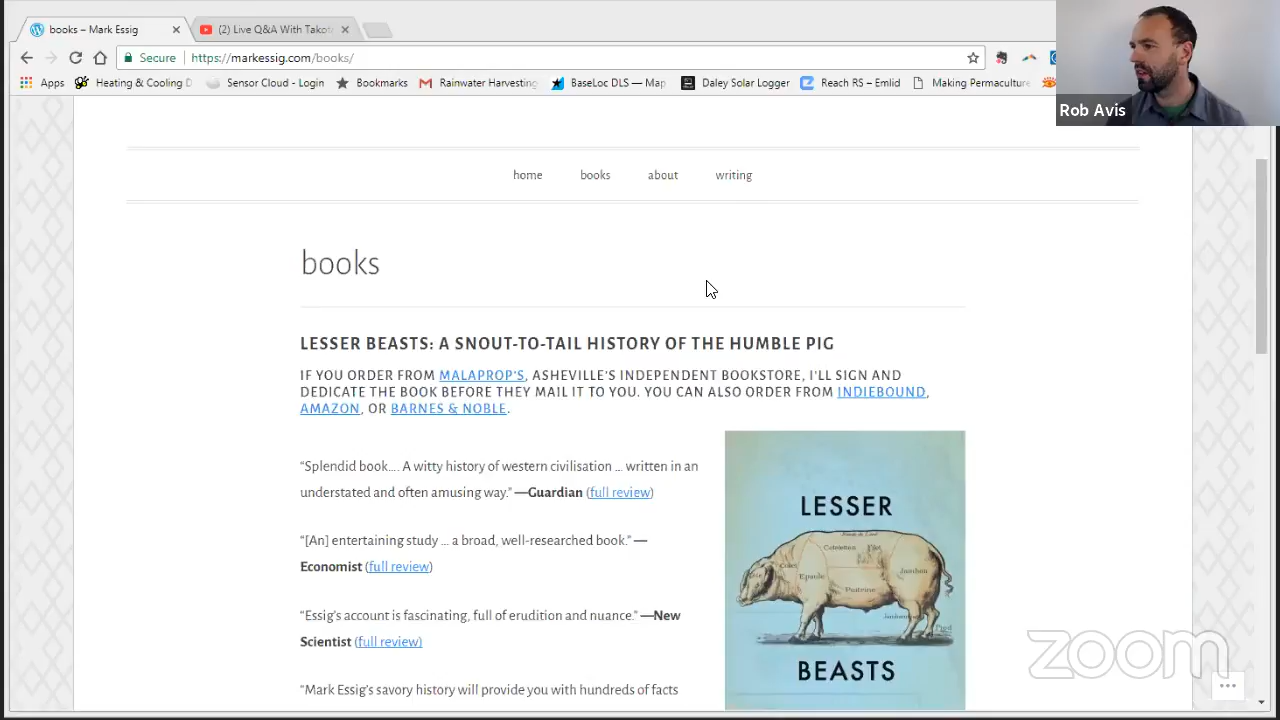 books – Mark Essig
(2) Live Q&A With Takota
Secure
https://markessig.com/books/
Apps
Heating & Cooling D
Sensor Cloud - Login
Bookmarks
Rainwater Harvesting
BaseLoc DLS — Map
Daley Solar Logger
Reach RS – Emlid
Making Permacultur
Rob Avis
home
books
about
writing
books
LESSER BEASTS: A SNOUT-TO-TAIL HISTORY OF THE HUMBLE PIG
IF YOU ORDER FROM MALAPROP'S, ASHEVILLE'S INDEPENDENT BOOKSTORE, I'LL SIGN AND
DEDICATE THE BOOK BEFORE THEY MAIL IT TO YOU. YOU CAN ALSO ORDER FROM INDIEBOUND,
AMAZON, OR BARNES & NOBLE.
“Splendid book…. A witty history of western civilisation … written in an
understated and often amusing way.” —Guardian (full review)
“[An] entertaining study … a broad, well-researched book.” —
Economist (full review)
“Essig's account is fascinating, full of erudition and nuance.” —New
Scientist (full review)
“Mark Essig's savory history will provide you with hundreds of facts
LESSER
Epaule
Poitrine
Jambon
BEASTS
zoom